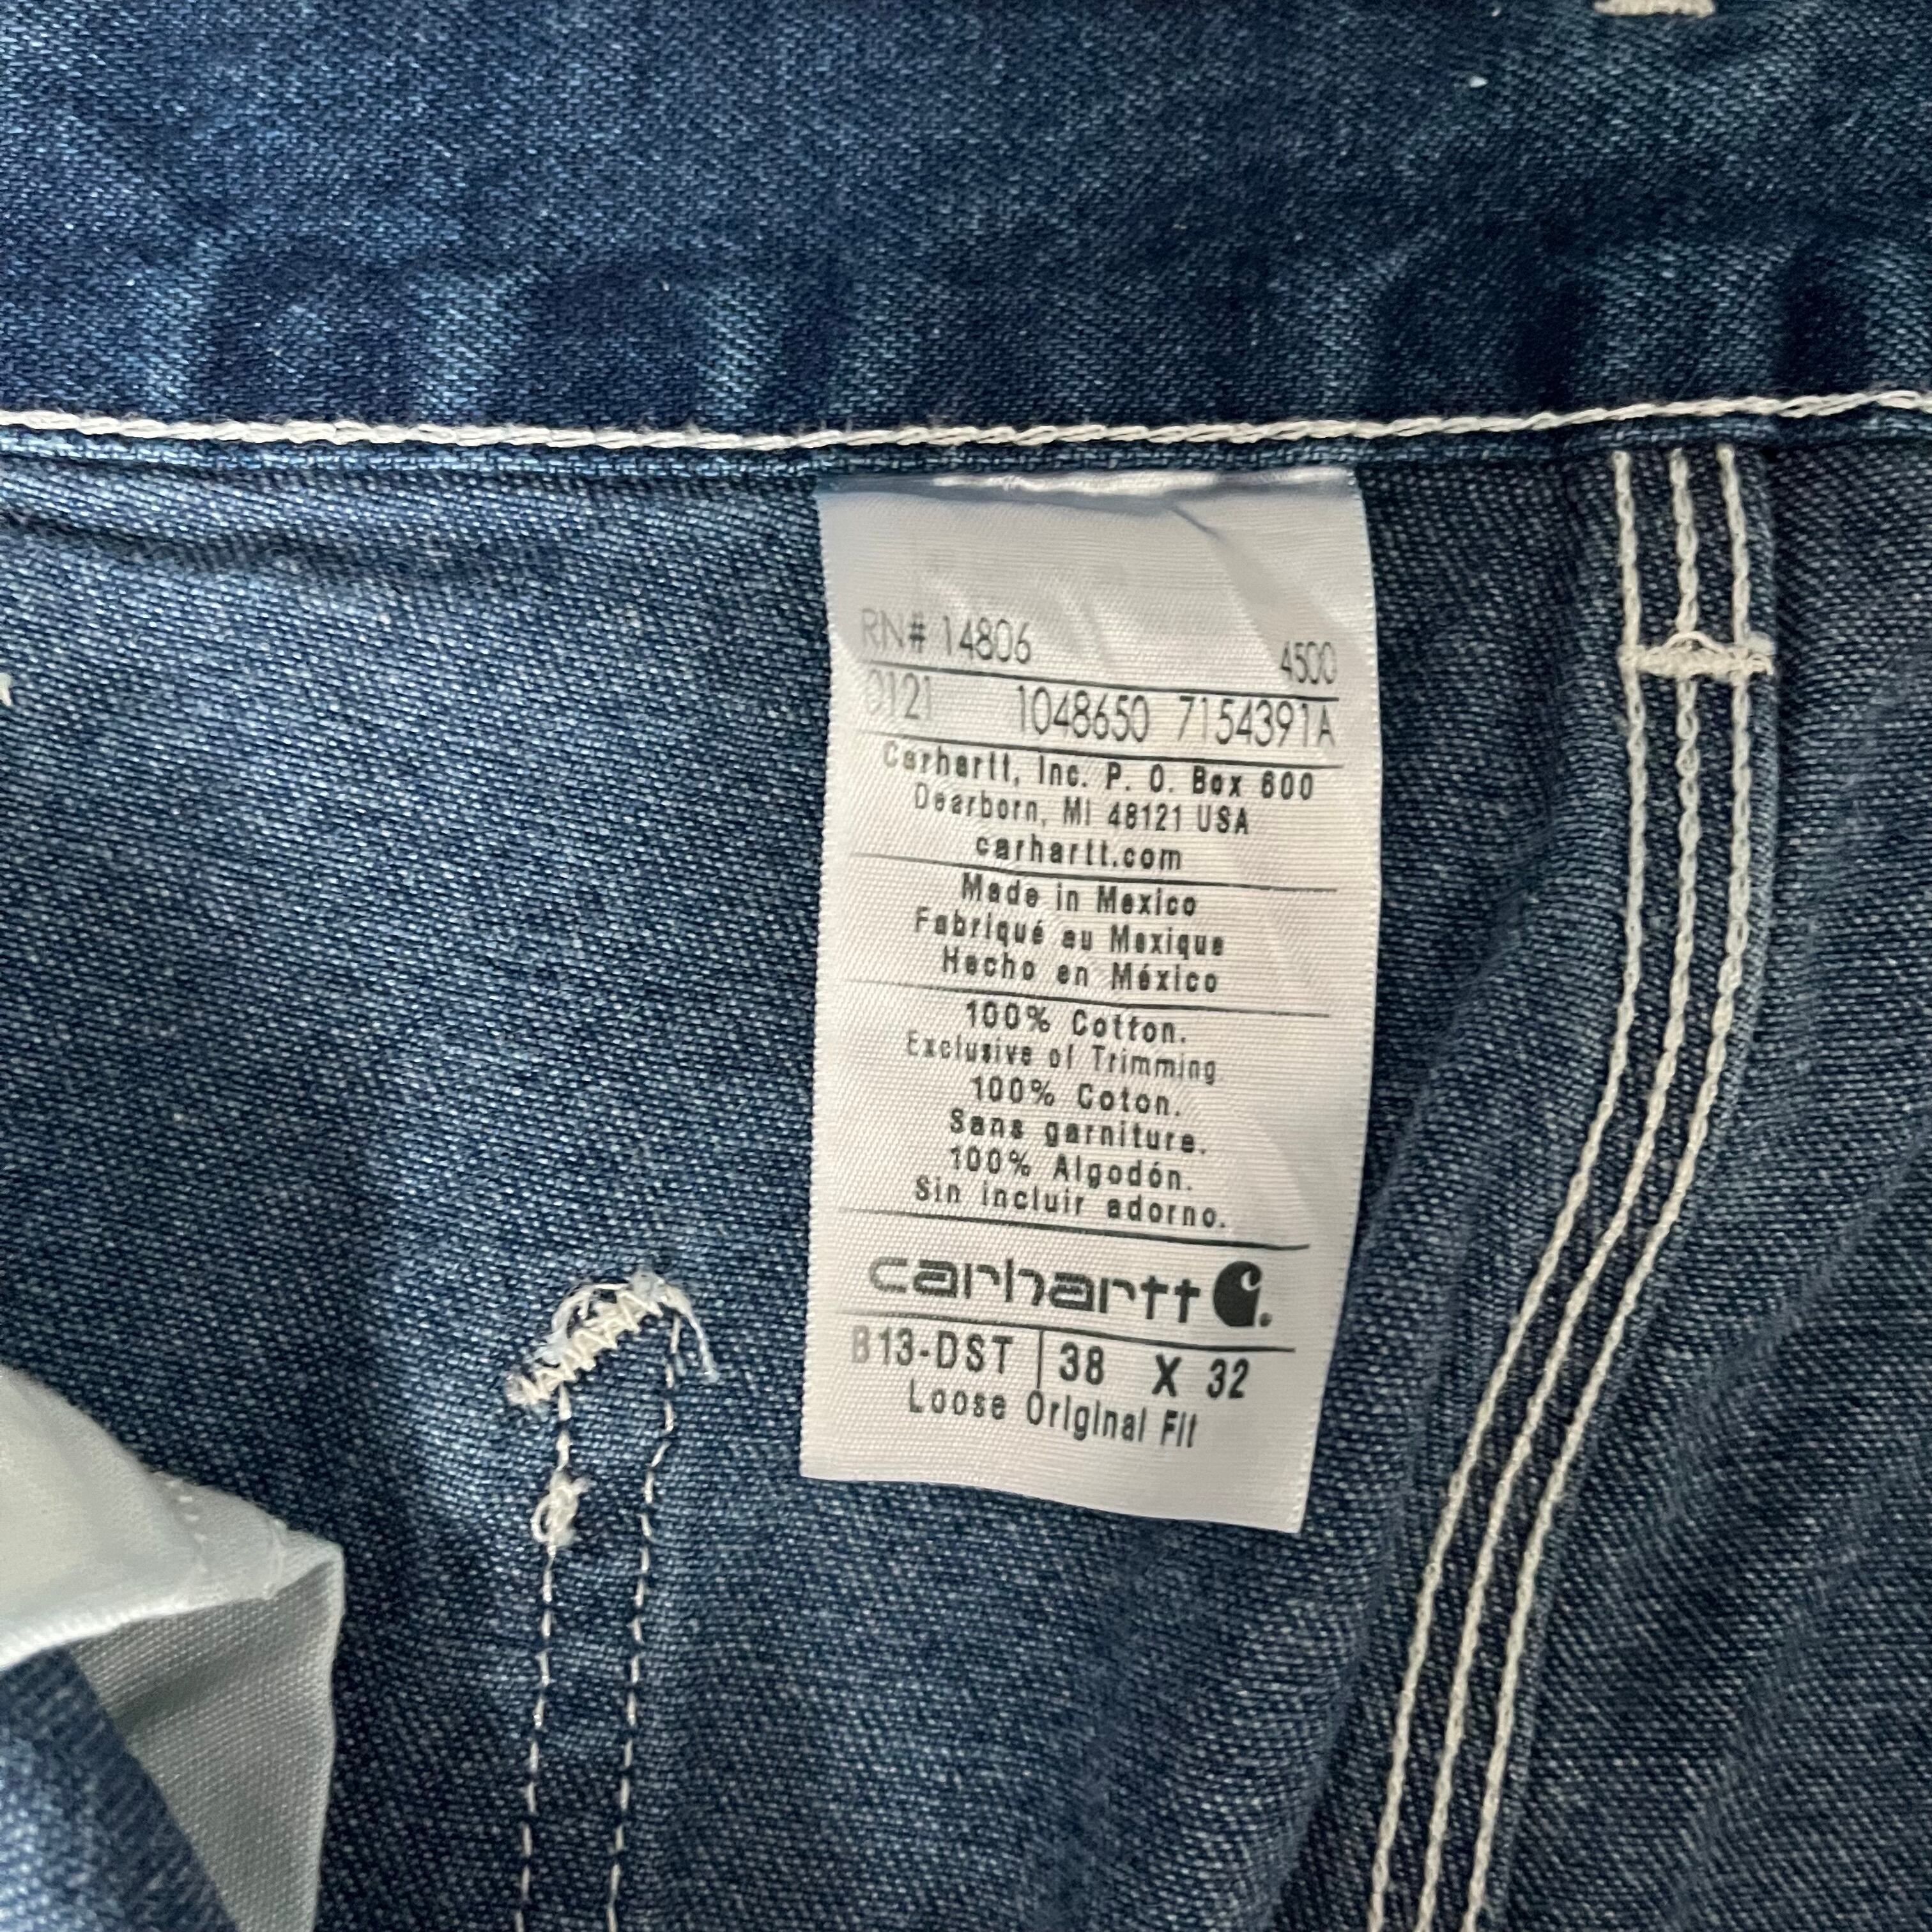 RN# 14806 4500
0121 1048650 7154391A
Carhartt, Inc. P. O. Box 600
Dearborn, MI 48121 USA
carhartt.com
Made in Mexico
Fabriqué au Mexique
Hecho en México
100% Cotton.
Exclusive of Trimming.
100% Coton.
Sans garniture.
100% Algodón.
Sin incluir adorno.
carhartt
B13-DST | 38 X 32
Loose Original Fit